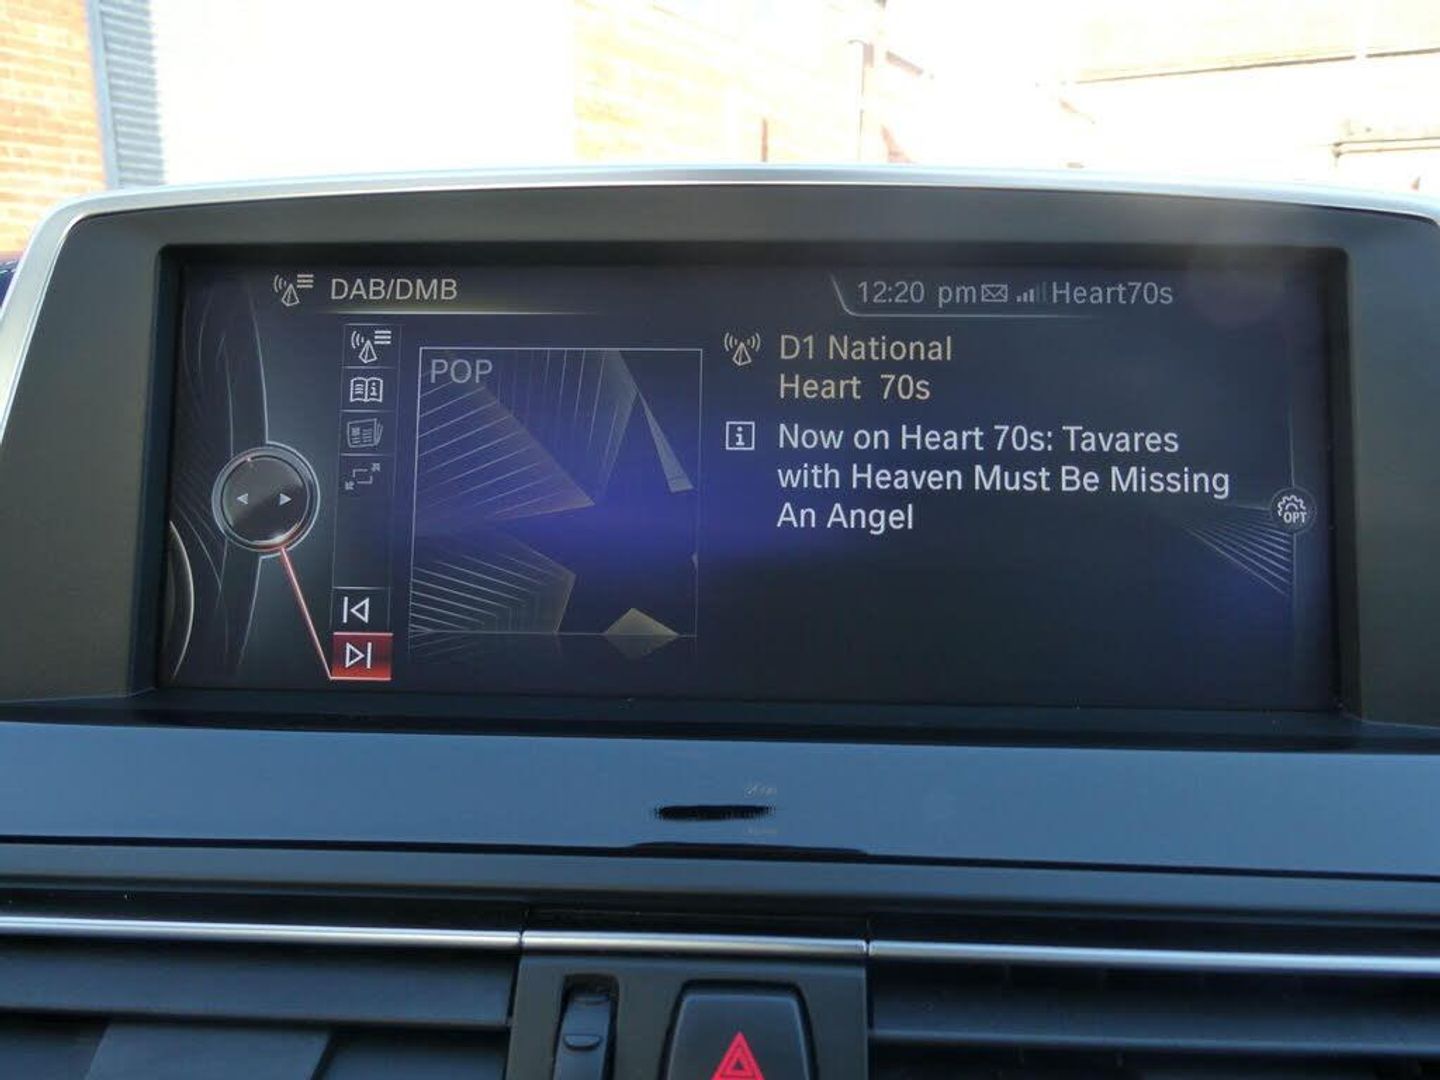 DAB/DMB
12:20 pm Heart70s
POP
D1 National
Heart 70s
Now on Heart 70s: Tavares
with Heaven Must Be Missing
An Angel
OPT